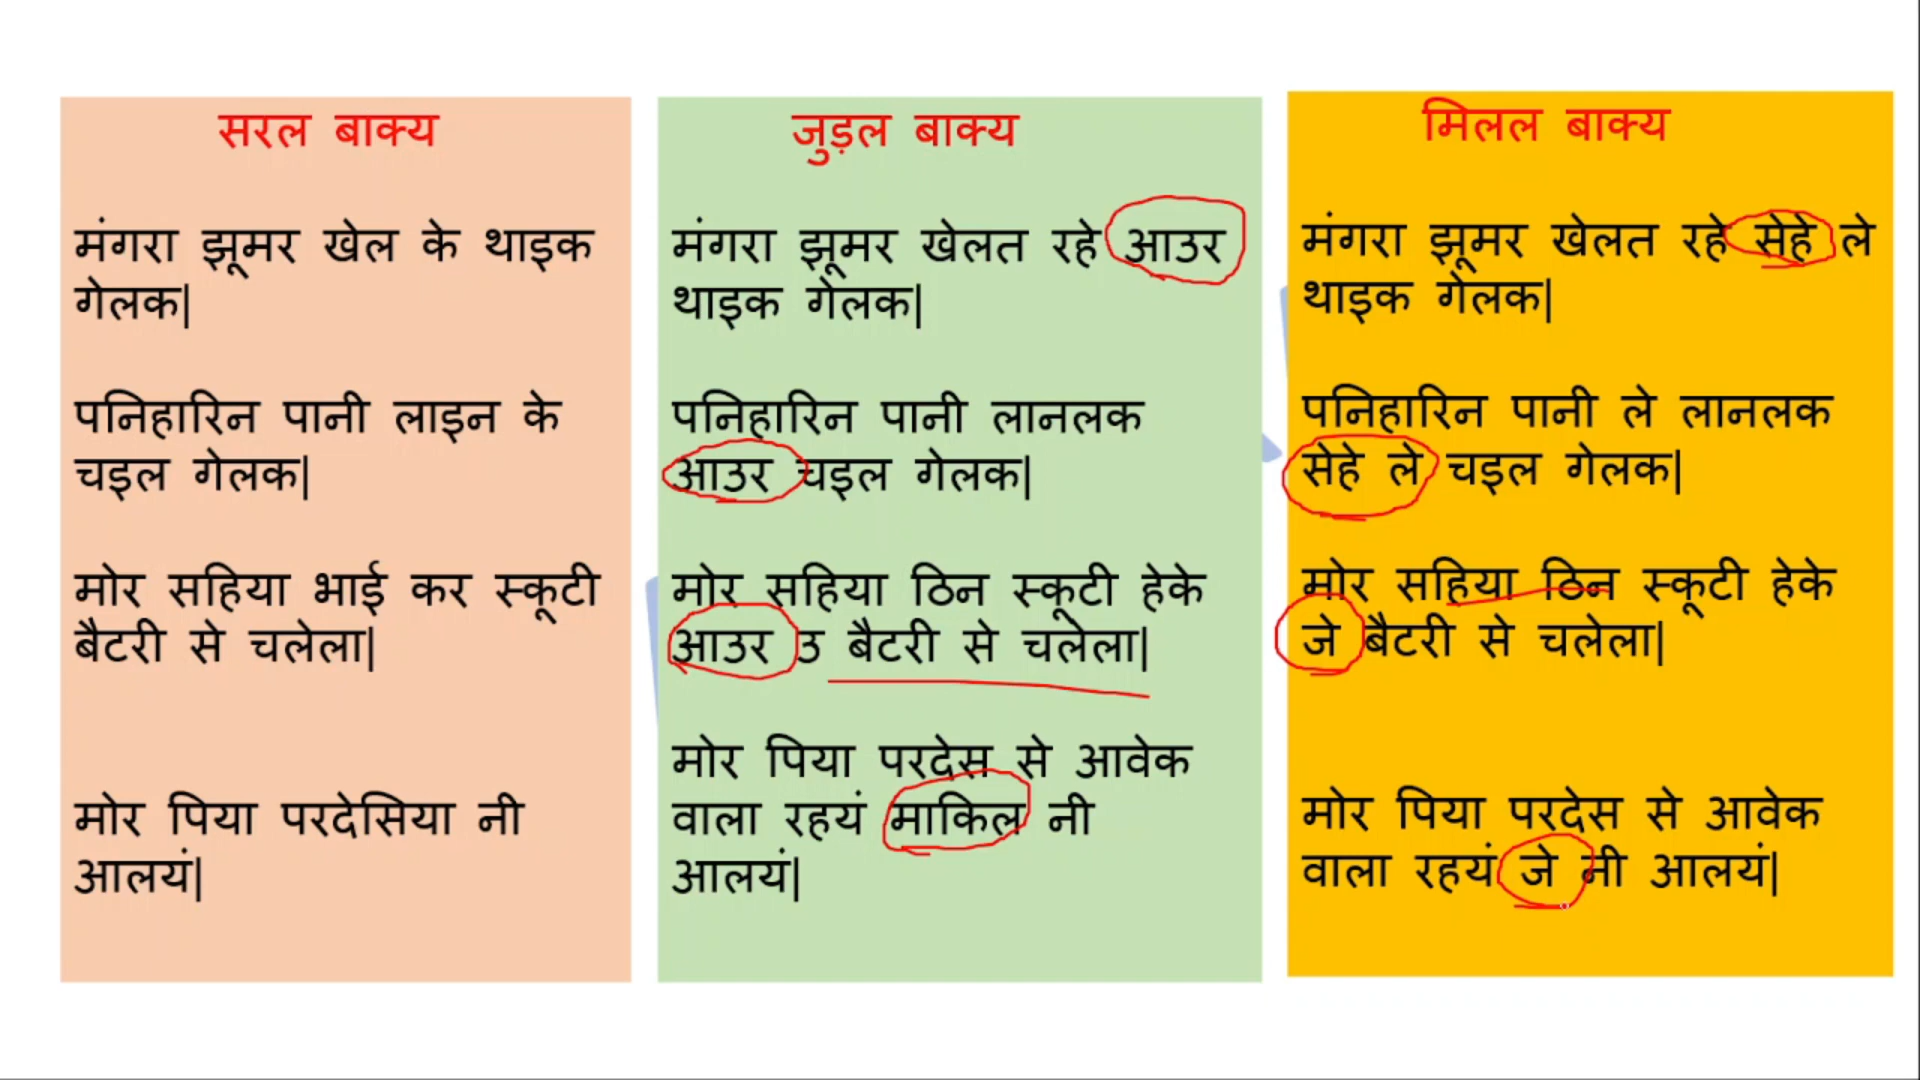 सरल बाक्य
मंगरा झूमर खेल के थाइक
गेलक|
पनिहारिन पानी लाइन के
चइल गेलक|
मोर सहिया भाई कर स्कूटी
बैटरी से चलेला|
मोर पिया परदेसिया नी
आलयं|
जुड़ल बाक्य
मंगरा झूमर खेलत रहे आउर
थाइक गेलक|
पनिहारिन पानी लानलक
आउर चइल गेलक|
मोर सहिया ठिन स्कूटी हेके
आउर उ बैटरी से चलेला|
मोर पिया परदेस से आवेक
वाला रहयं माकिल नी
आलयं|
मिलल बाक्य
मंगरा झूमर खेलत रहे सेहे ले
थाइक गेलक|
पनिहारिन पानी ले लानलक
सेहे ले चइल गेलक|
मोर सहिया ठिन स्कूटी हेके
जे बैटरी से चलेला|
मोर पिया परदेस से आवेक
वाला रहयं जे नी आलयं|